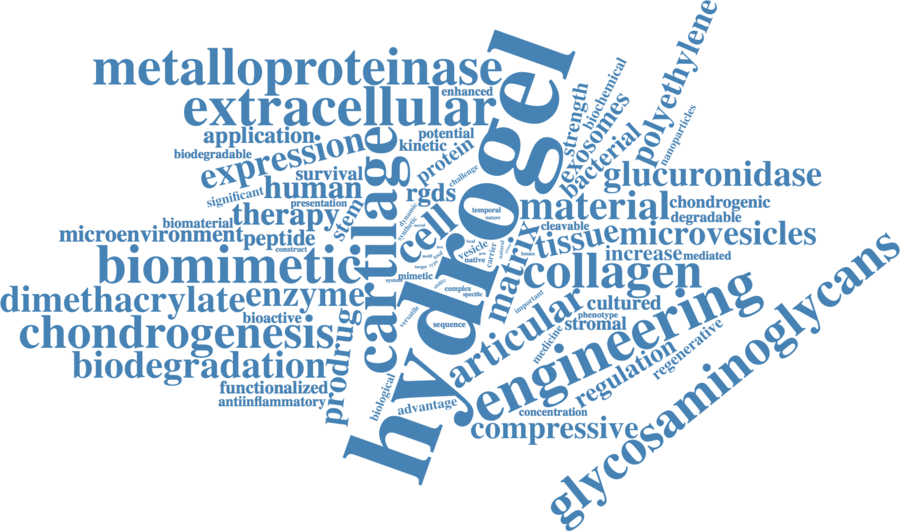 metalloproteinase
extracellular
enhanced
application
expression
biodegradable
potential
kinetic
protein
challenge
survival
significant
human
presentation
therapy
stem
biomaterial
microenvironment
peptide
construct
biomimetic
cartilage
dimethacrylate
enzyme
bioactive
chondrogenesis
prodrug
biodegradation
functionalized
antiinflammatory
hydrogel
rgds
cell
dynamic
synthetic
temporal
nature
vesicle
native
carrier
matrix
mimetic
system
complex
specific
versatile
sequence
biological
advantage
strength
biochemical
exosomes
bacterial
polyethylene
nanoparticles
glucuronidase
material
chondrogenic
degradable
cleavable
tissue
microvesicles
increase
mediated
collagen
important
cultured
phenotype
stromal
articular
medicine
engineering
regulation
regenerative
concentration
compressive
glycosaminoglycans